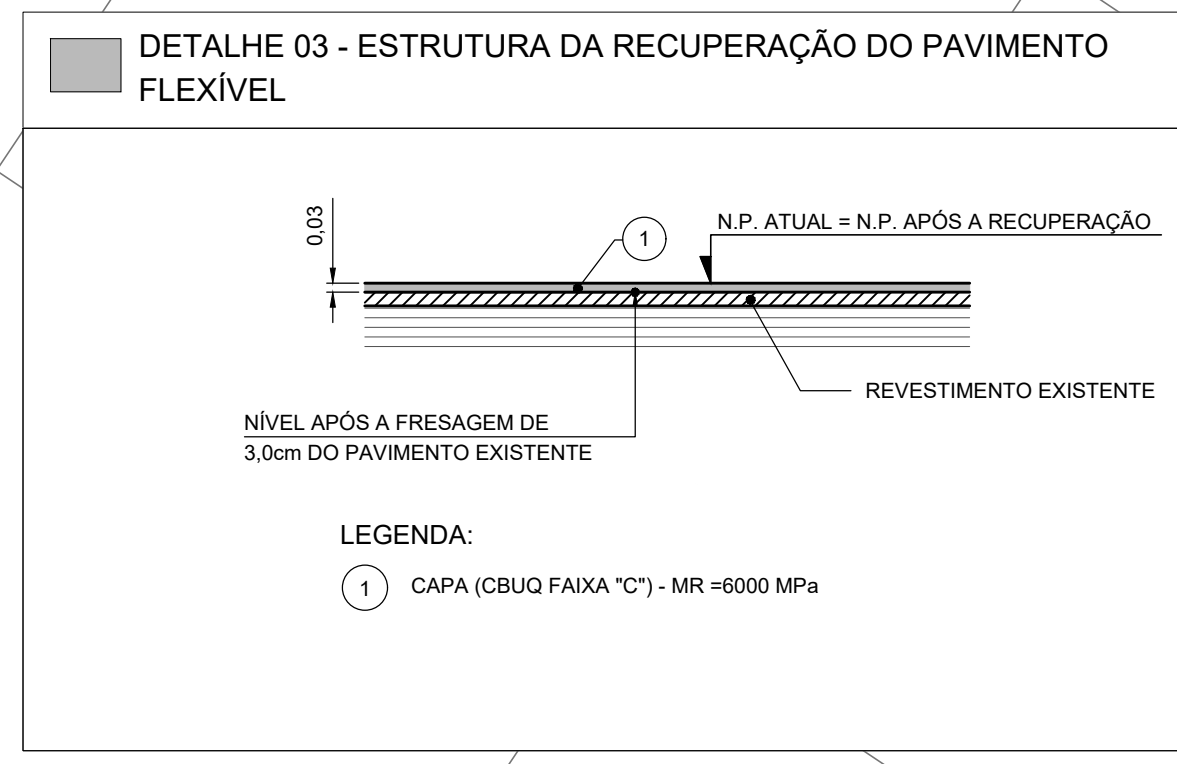 DETALHE 03 - ESTRUTURA DA RECUPERAÇÃO DO PAVIMENTO
FLEXÍVEL
0,03
1
N.P. ATUAL = N.P. APÓS A RECUPERAÇÃO
REVESTIMENTO EXISTENTE
NÍVEL APÓS A FRESAGEM DE
3,0cm DO PAVIMENTO EXISTENTE
LEGENDA:
1 CAPA (CBUQ FAIXA "C") - MR =6000 MPa